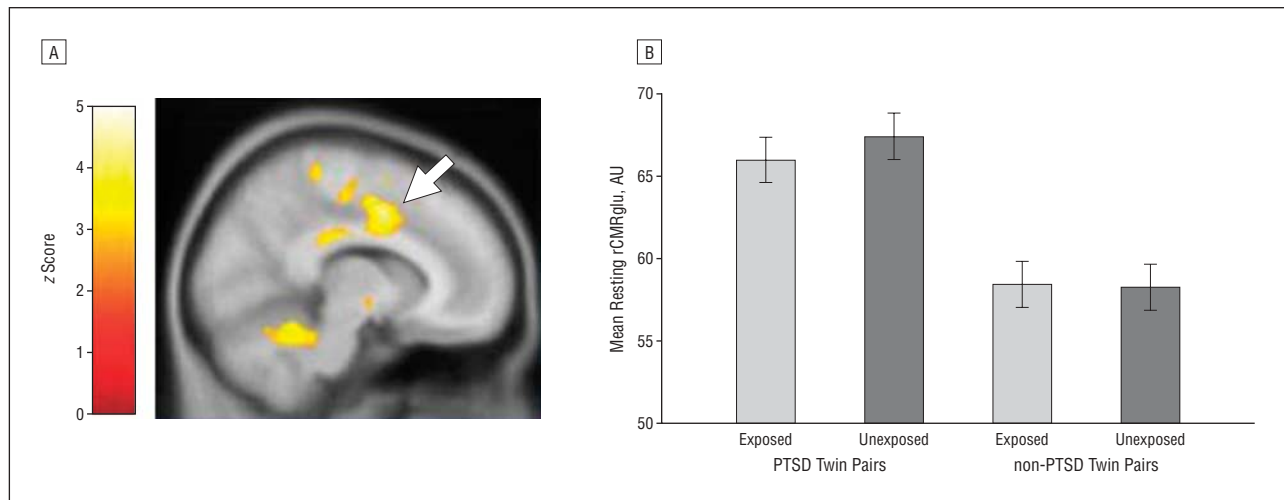 A
5
4
3
2
1
0
z Score
B
70
65
60
55
50
Mean Resting rCMRglu, AU
Exposed Unexposed Exposed Unexposed
PTSD Twin Pairs non-PTSD Twin Pairs